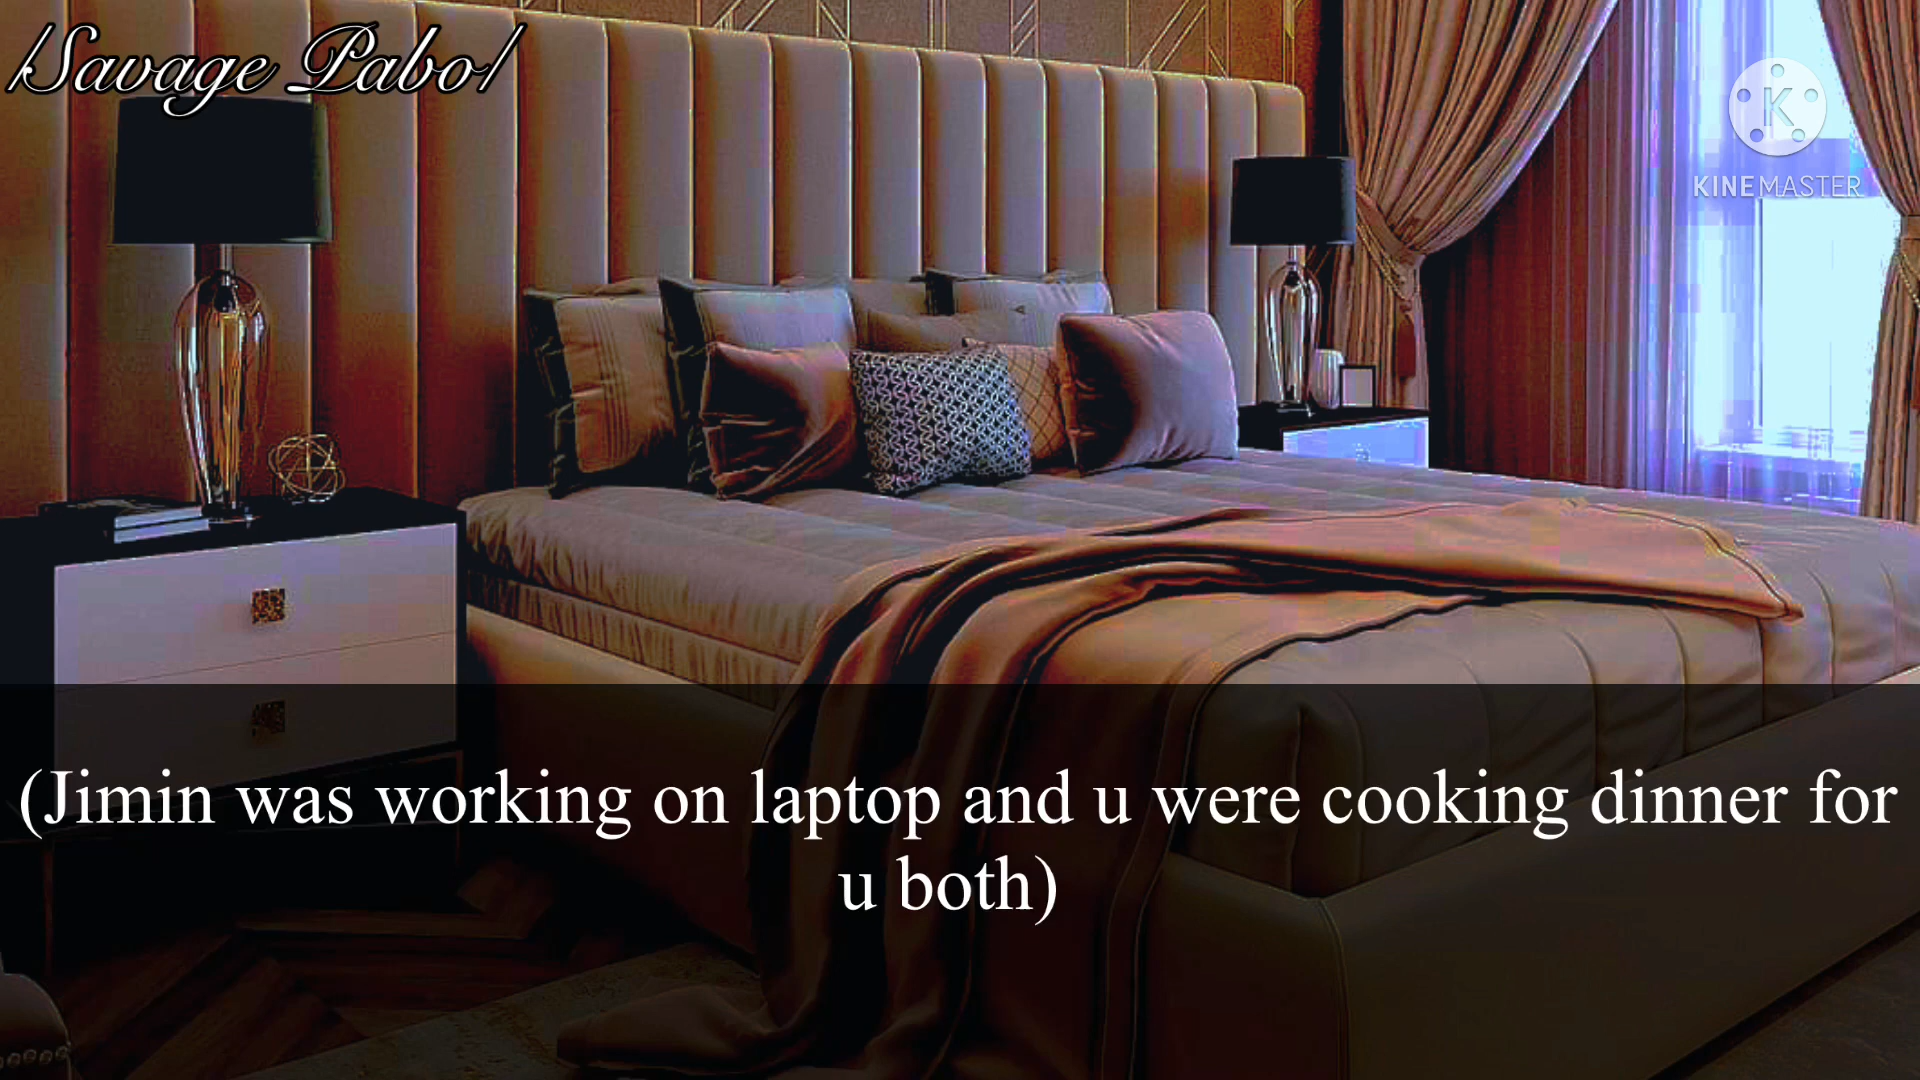 /Savage Pabo/
K
KINEMASTER
(Jimin was working on laptop and u were cooking dinner for
u both)